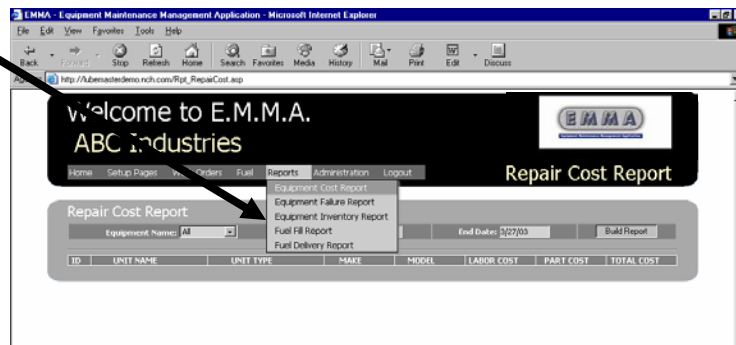 EMMA - Equipment Maintenance Management Application - Microsoft Internet Explorer
File Edit View Favorites Tools Help
Back Forward Stop Refresh Home Search Favorites Media History Mail Print Edit Discuss
http://lubemasterdemo.nch.com/Rpt_RepairCost.asp
Welcome to E.M.M.A.
EMMA
Equipment Maintenance Management Application
ABC Industries
Home Setup Pages Work Orders Fuel Reports Administration Logout
Repair Cost Report
Equipment Cost Report
Equipment Failure Report
Equipment Inventory Report
Fuel Fill Report
Fuel Delivery Report
Repair Cost Report
Equipment Name: All End Date: 3/27/03 Build Report
ID UNIT NAME UNIT TYPE MAKE MODEL LABOR COST PART COST TOTAL COST